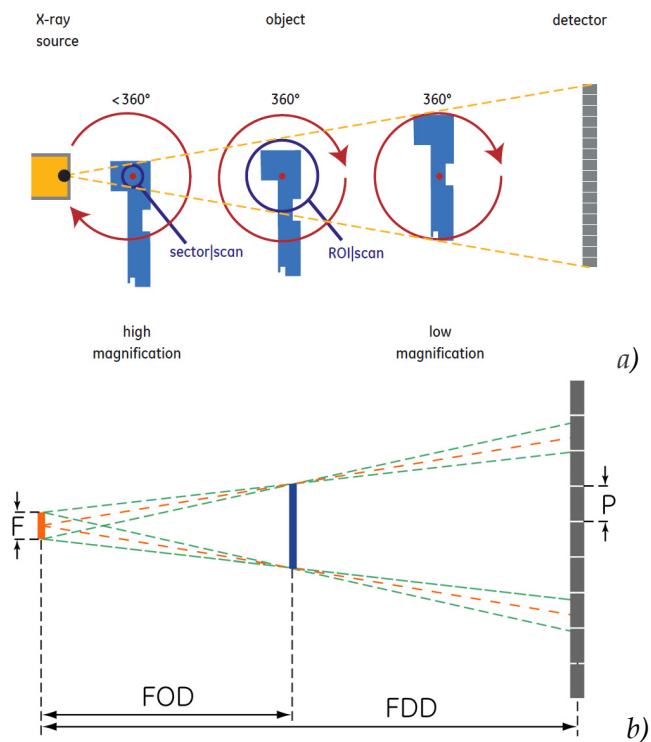 X-ray
source
object
detector
< 360°
360°
360°
sector|scan
ROI|scan
high
magnification
low
magnification
a)
F
P
FOD
FDD
b)